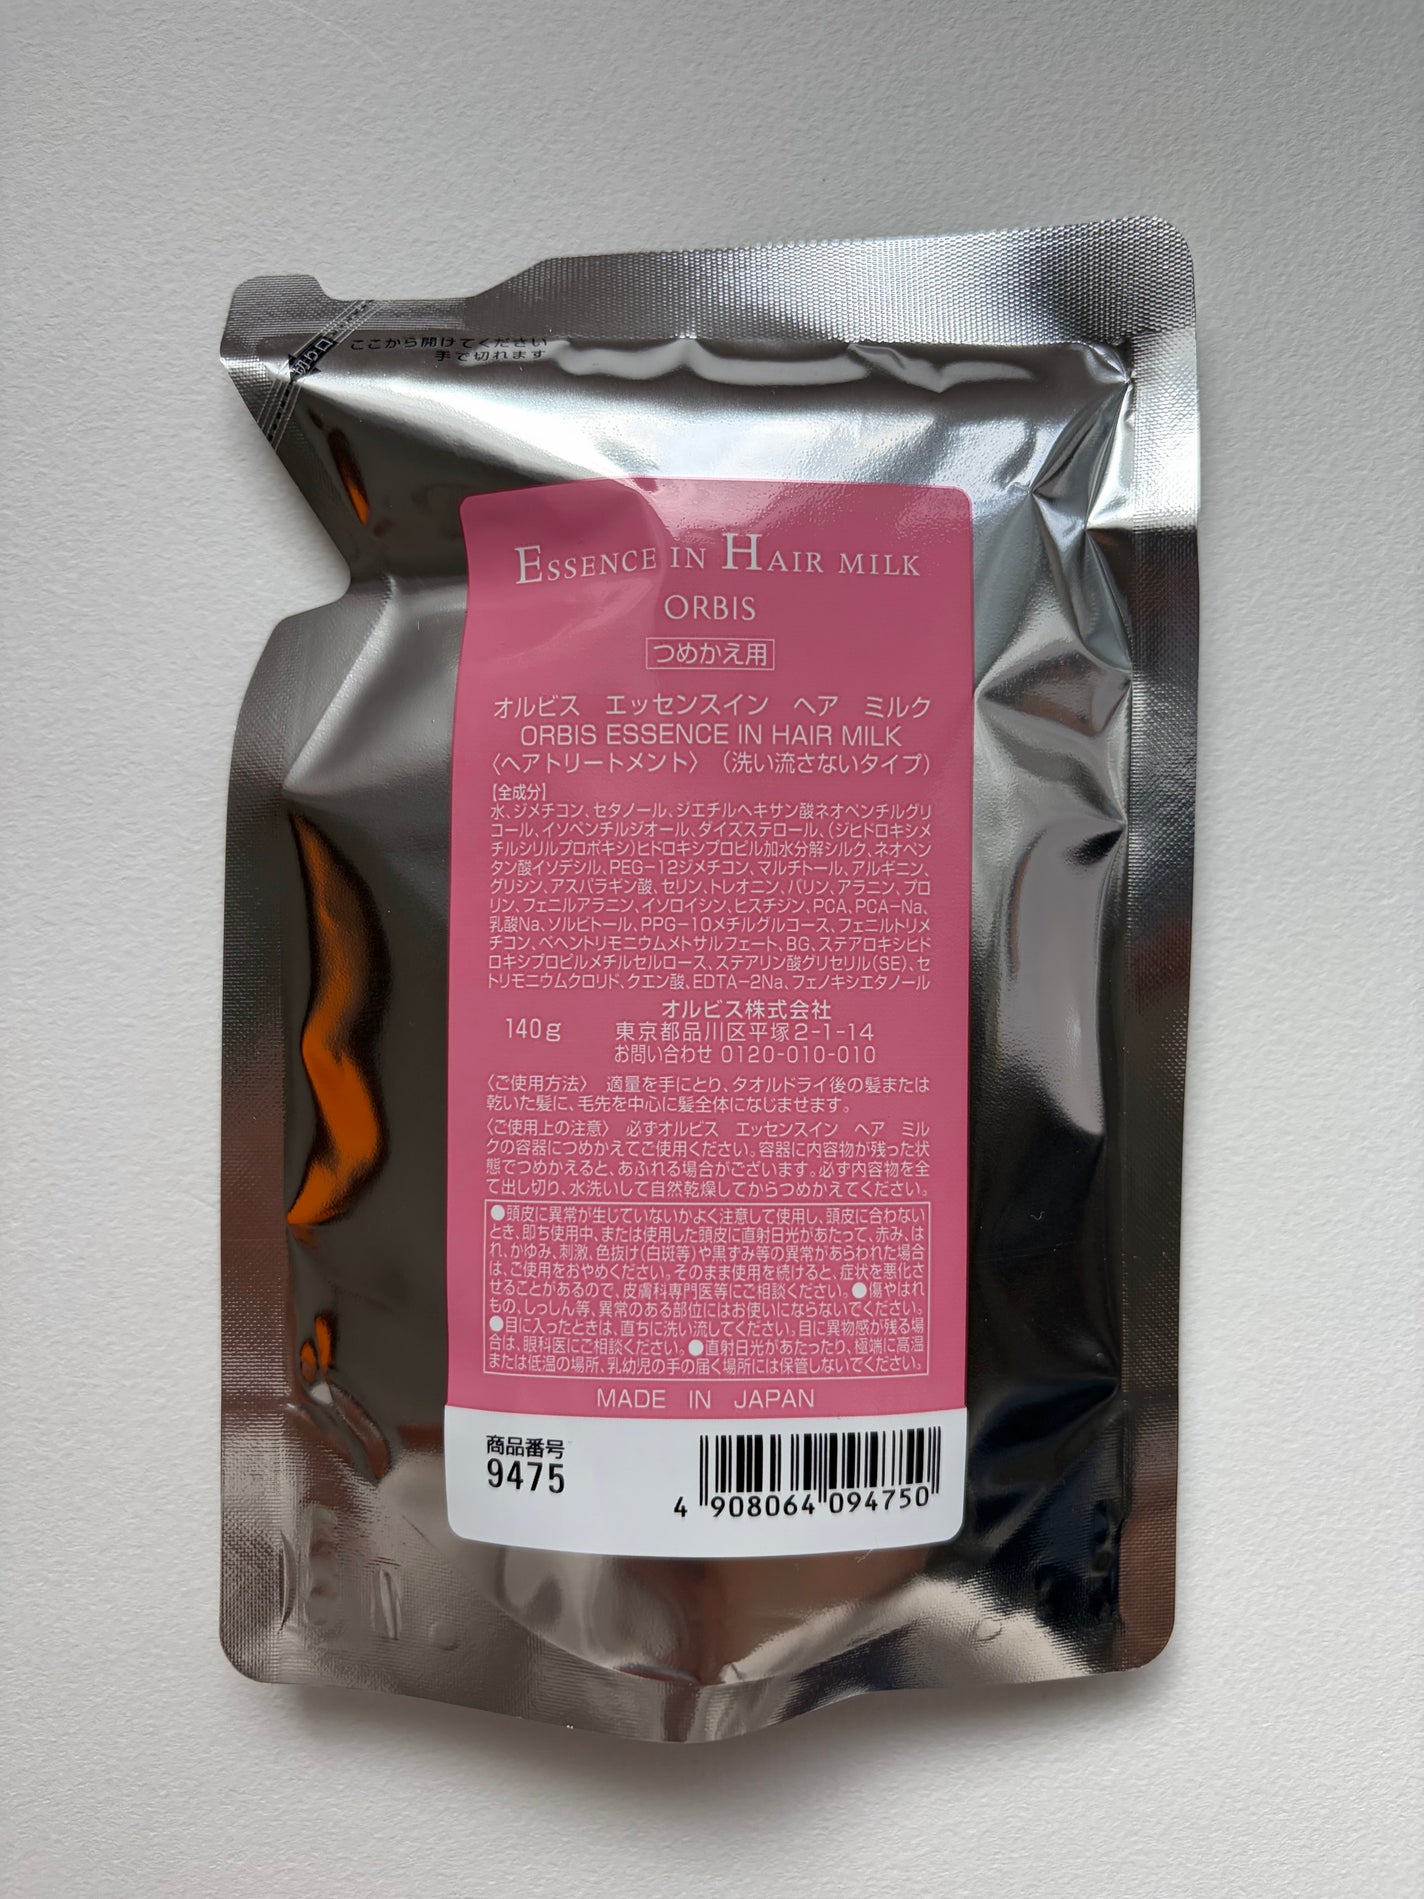 切り口
ここから開けてください
手で切れます
ESSENCE IN HAIR MILK
ORBIS
つめかえ用
オルビス　エッセンスイン　ヘア　ミルク
ORBIS ESSENCE IN HAIR MILK
〈ヘアトリートメント〉（洗い流さないタイプ）
【全成分】
水、ジメチコン、セタノール、ジエチルヘキサン酸ネオペンチルグリ
コール、イソペンチルジオール、ダイズステロール、（ジヒドロキシメ
チルシリルプロポキシ）ヒドロキシプロピル加水分解シルク、ネオペン
タン酸イソデシル、PEG－12ジメチコン、マルチトール、アルギニン、
グリシン、アスパラギン酸、セリン、トレオニン、バリン、アラニン、プロ
リン、フェニルアラニン、イソロイシン、ヒスチジン、PCA、PCA－Na、
乳酸Na、ソルビトール、PPG－10メチルグルコース、フェニルトリメ
チコン、ベヘントリモニウムメトサルフェート、BG、ステアロキシヒド
ロキシプロピルメチルセルロース、ステアリン酸グリセリル（SE）、セ
トリモニウムクロリド、クエン酸、EDTA－2Na、フェノキシエタノール
オルビス株式会社
140g　東京都品川区平塚2-1-14
お問い合わせ 0120-010-010
〈ご使用方法〉　適量を手にとり、タオルドライ後の髪または
乾いた髪に、毛先を中心に髪全体になじませます。
〈ご使用上の注意〉　必ずオルビス　エッセンスイン　ヘア　ミル
クの容器につめかえてご使用ください。容器に内容物が残った状
態でつめかえると、あふれる場合がございます。必ず内容物を全
て出し切り、水洗いして自然乾燥してからつめかえてください。
●頭皮に異常が生じていないかよく注意して使用し、頭皮に合わない
とき、即ち使用中、または使用した頭皮に直射日光があたって、赤み、は
れ、かゆみ、刺激、色抜け（白斑等）や黒ずみ等の異常があらわれた場合
は、ご使用をおやめください。そのまま使用を続けると、症状を悪化さ
せることがあるので、皮膚科専門医等にご相談ください。●傷やはれ
もの、しっしん等、異常のある部位にはお使いにならないでください。
●目に入ったときは、直ちに洗い流してください。目に異物感が残る場
合は、眼科医にご相談ください。●直射日光があたったり、極端に高温
または低温の場所、乳幼児の手の届く場所には保管しないでください。
MADE IN JAPAN
商品番号
9475
4 908064 094750